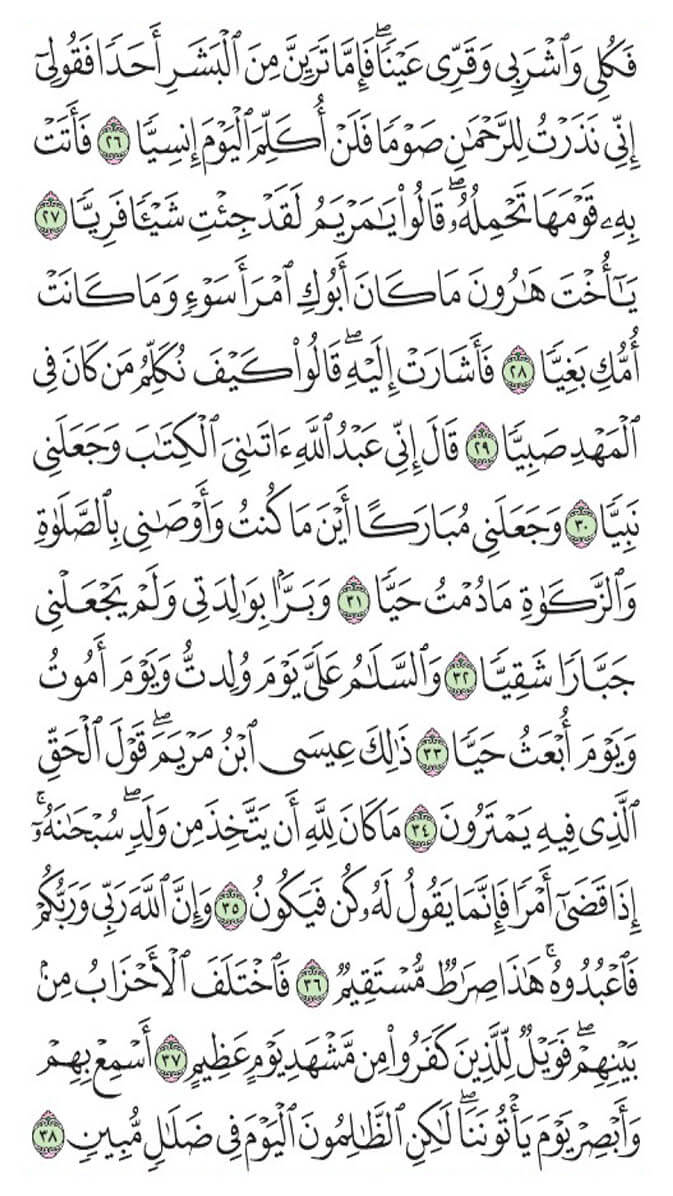 فَكُلِي وَٱشْرَبِي وَقَرِّي عَيْنًاۖ فَإِمَّا تَرَيِنَّ مِنَ ٱلْبَشَرِ أَحَدًا فَقُولِيٓ
إِنِّي نَذَرْتُ لِلرَّحْمَٰنِ صَوْمًا فَلَنْ أُكَلِّمَ ٱلْيَوْمَ إِنسِيًّا ٢٦ فَأَتَتْ
بِهِۦ قَوْمَهَا تَحْمِلُهُۥۖ قَالُوا۟ يَٰمَرْيَمُ لَقَدْ جِئْتِ شَيْـًٔا فَرِيًّا ٢٧
يَٰٓأُخْتَ هَٰرُونَ مَا كَانَ أَبُوكِ ٱمْرَأَ سَوْءٍ وَمَا كَانَتْ
أُمُّكِ بَغِيًّا ٢٨ فَأَشَارَتْ إِلَيْهِۖ قَالُوا۟ كَيْفَ نُكَلِّمُ مَن كَانَ فِي
ٱلْمَهْدِ صَبِيًّا ٢٩ قَالَ إِنِّي عَبْدُ ٱللَّهِ ءَاتَىٰنِيَ ٱلْكِتَٰبَ وَجَعَلَنِي
نَبِيًّا ٣٠ وَجَعَلَنِي مُبَارَكًا أَيْنَ مَا كُنتُ وَأَوْصَٰنِي بِٱلصَّلَوٰةِ
وَٱلزَّكَوٰةِ مَا دُمْتُ حَيًّا ٣١ وَبَرًّۢا بِوَٰلِدَتِي وَلَمْ يَجْعَلْنِي
جَبَّارًا شَقِيًّا ٣٢ وَٱلسَّلَٰمُ عَلَيَّ يَوْمَ وُلِدتُّ وَيَوْمَ أَمُوتُ
وَيَوْمَ أُبْعَثُ حَيًّا ٣٣ ذَٰلِكَ عِيسَى ٱبْنُ مَرْيَمَۖ قَوْلَ ٱلْحَقِّ
ٱلَّذِي فِيهِ يَمْتَرُونَ ٣٤ مَا كَانَ لِلَّهِ أَن يَتَّخِذَ مِن وَلَدٍۖ سُبْحَٰنَهُۥٓۚ
إِذَا قَضَىٰٓ أَمْرًا فَإِنَّمَا يَقُولُ لَهُۥ كُن فَيَكُونُ ٣٥ وَإِنَّ ٱللَّهَ رَبِّي وَرَبُّكُمْ
فَٱعْبُدُوهُۚ هَٰذَا صِرَٰطٌ مُّسْتَقِيمٌ ٣٦ فَٱخْتَلَفَ ٱلْأَحْزَابُ مِنۢ
بَيْنِهِمْۖ فَوَيْلٌ لِّلَّذِينَ كَفَرُوا۟ مِن مَّشْهَدِ يَوْمٍ عَظِيمٍ ٣٧ أَسْمِعْ بِهِمْ
وَأَبْصِرْ يَوْمَ يَأْتُونَنَاۖ لَٰكِنِ ٱلظَّٰلِمُونَ ٱلْيَوْمَ فِي ضَلَٰلٍ مُّبِينٍ ٣٨